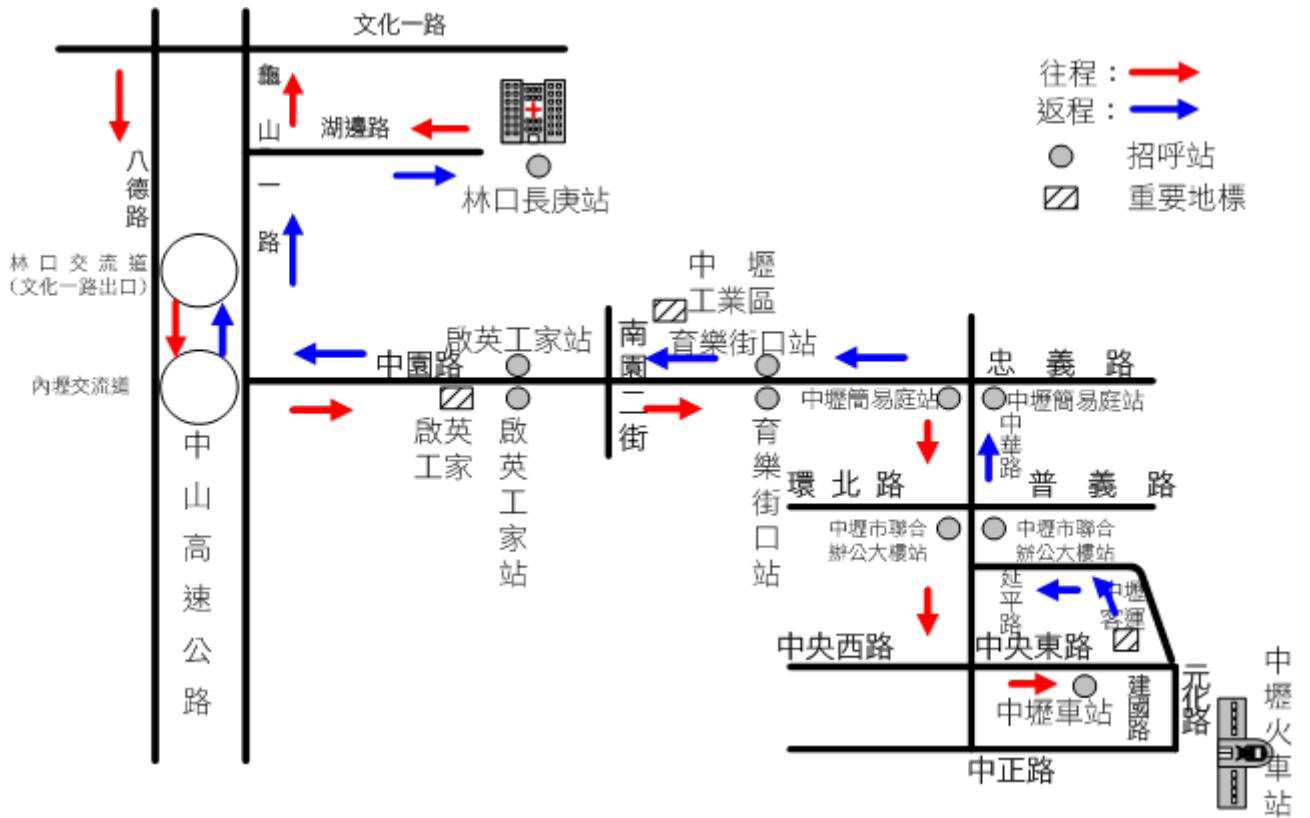 文化一路
往程：
返程：
招呼站
重要地標
龜山一路
湖邊路
林口長庚站
八德路
林口交流道
(文化一路出口)
內壢交流道
中山高速公路
中壢
工業區
南園二街
啟英工家站
育樂街口站
中園路
忠義路
啟英
工家
啟英工家站
育樂街口站
中壢簡易庭站
中壢簡易庭站
中華路
環北路
普義路
中壢市聯合
辦公大樓站
中壢市聯合
辦公大樓站
延平路
中壢
客運
中央西路
中央東路
中壢車站
建國路
元化路
中正路
中壢火車站